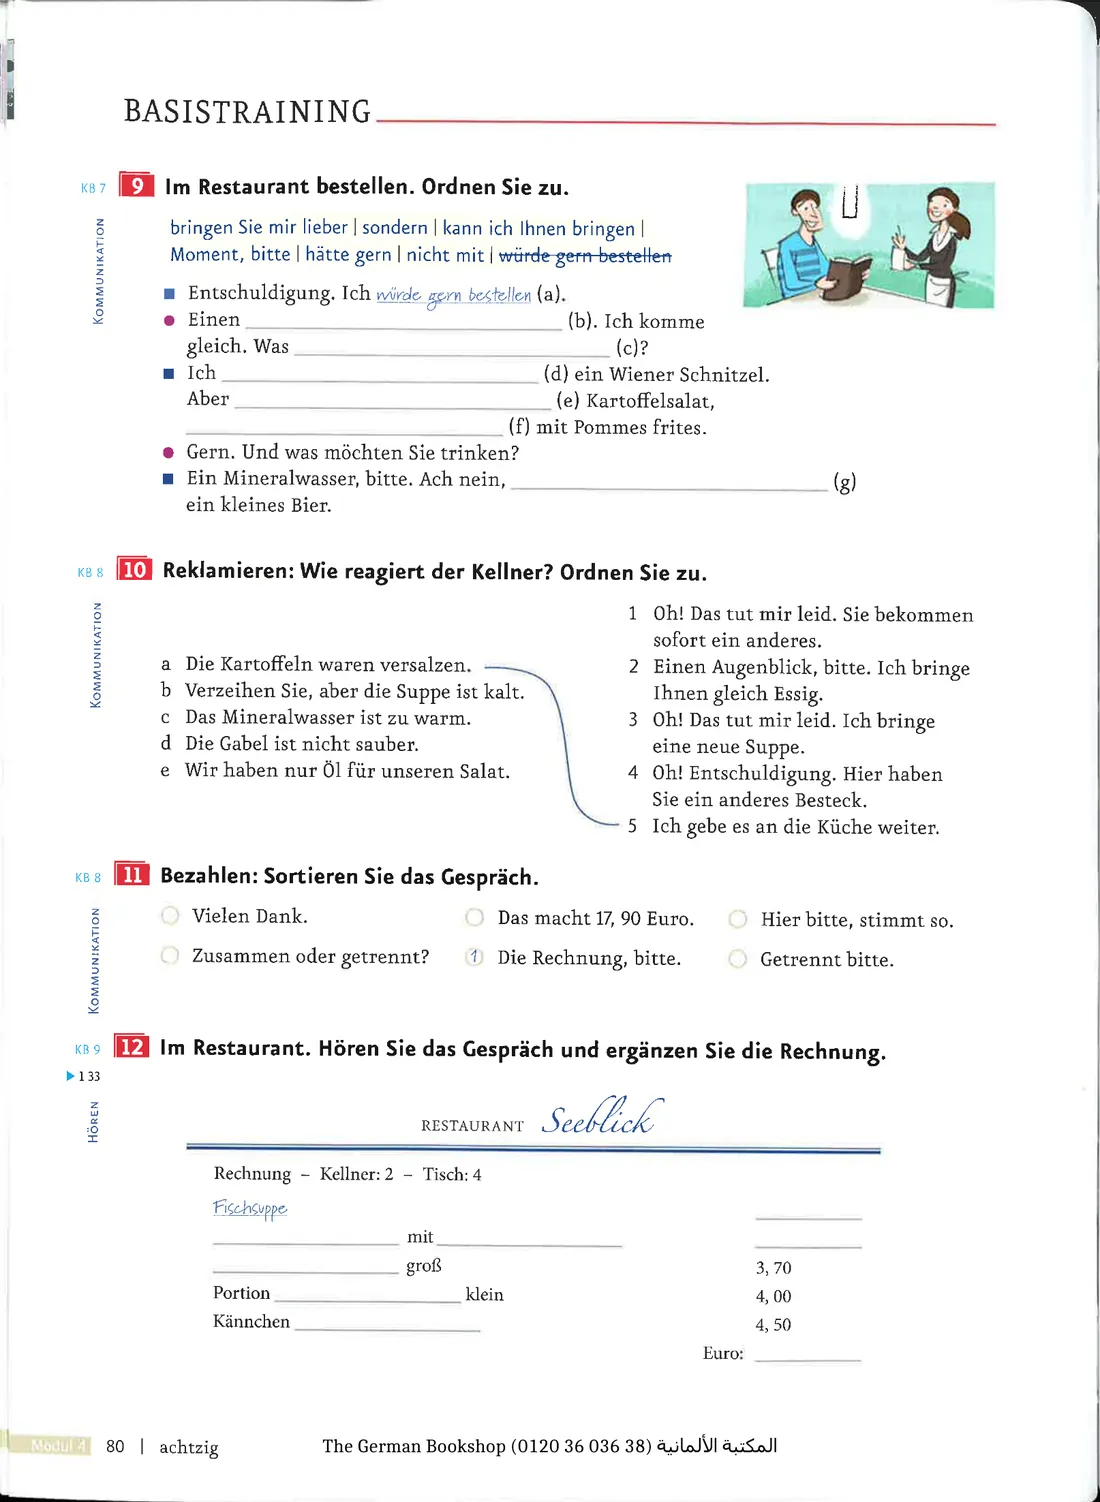 BASISTRAINING
KB 7 9 Im Restaurant bestellen. Ordnen Sie zu.
KOMMUNIKATION
bringen Sie mir lieber | sondern | kann ich Ihnen bringen |
Moment, bitte | hätte gern | nicht mit | würde gern bestellen
Entschuldigung. Ich würde gern bestellen (a).
Einen (b). Ich komme
gleich. Was (c)?
Ich (d) ein Wiener Schnitzel.
Aber (e) Kartoffelsalat,
(f) mit Pommes frites.
Gern. Und was möchten Sie trinken?
Ein Mineralwasser, bitte. Ach nein, (g)
ein kleines Bier.
KB 8 10 Reklamieren: Wie reagiert der Kellner? Ordnen Sie zu.
KOMMUNIKATION
a Die Kartoffeln waren versalzen.
b Verzeihen Sie, aber die Suppe ist kalt.
c Das Mineralwasser ist zu warm.
d Die Gabel ist nicht sauber.
e Wir haben nur Öl für unseren Salat.
1 Oh! Das tut mir leid. Sie bekommen
sofort ein anderes.
2 Einen Augenblick, bitte. Ich bringe
Ihnen gleich Essig.
3 Oh! Das tut mir leid. Ich bringe
eine neue Suppe.
4 Oh! Entschuldigung. Hier haben
Sie ein anderes Besteck.
5 Ich gebe es an die Küche weiter.
KB 8 11 Bezahlen: Sortieren Sie das Gespräch.
KOMMUNIKATION
Vielen Dank. Das macht 17, 90 Euro. Hier bitte, stimmt so.
Zusammen oder getrennt? 1 Die Rechnung, bitte. Getrennt bitte.
KB 9 12 Im Restaurant. Hören Sie das Gespräch und ergänzen Sie die Rechnung.
1 33
HÖREN
RESTAURANT Seeblick
Rechnung – Kellner: 2 – Tisch: 4
Fischsuppe
mit
groß 3, 70
Portion klein 4, 00
Kännchen 4, 50
Euro:
Modul 4 80 | achtzig The German Bookshop (0120 36 036 38) المكتبة الألمانية